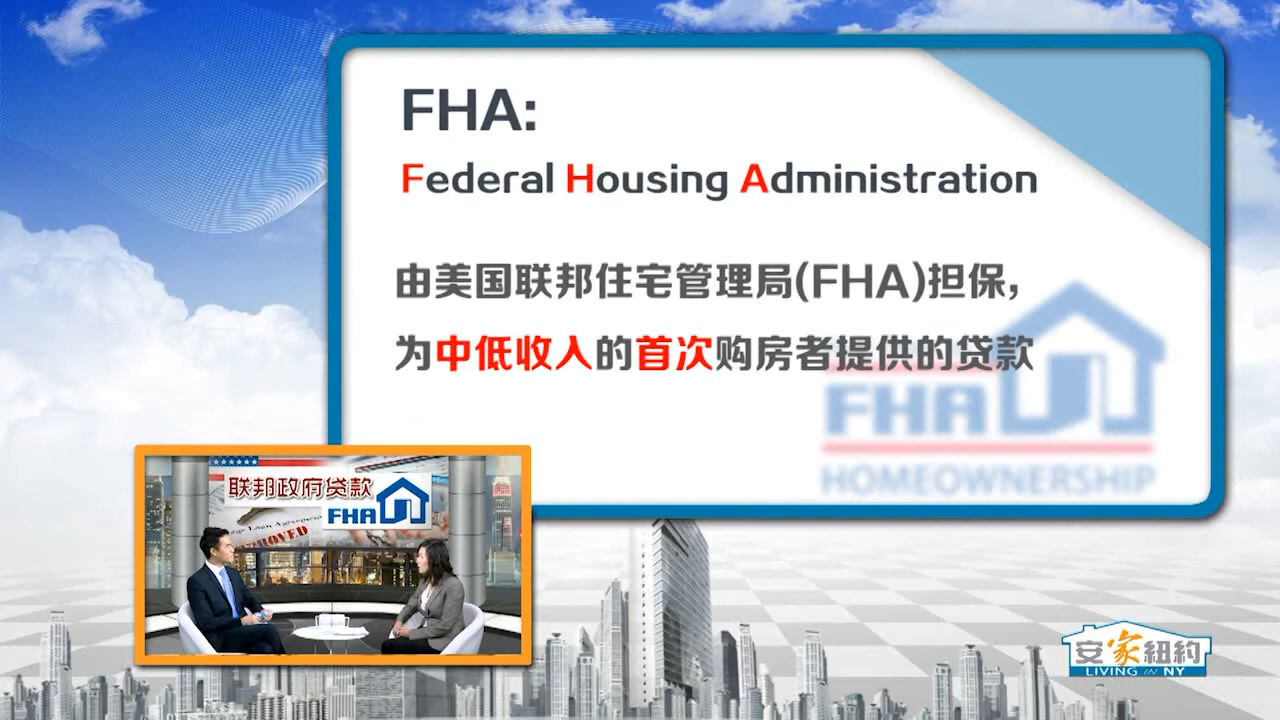 FHA:
Federal Housing Administration
由美国联邦住宅管理局(FHA)担保,
为中低收入的首次购房者提供的贷款
FHA
HOMEOWNERSHIP
联邦政府贷款
FHA
Loan Agreement
安家紐約
LIVING IN NY